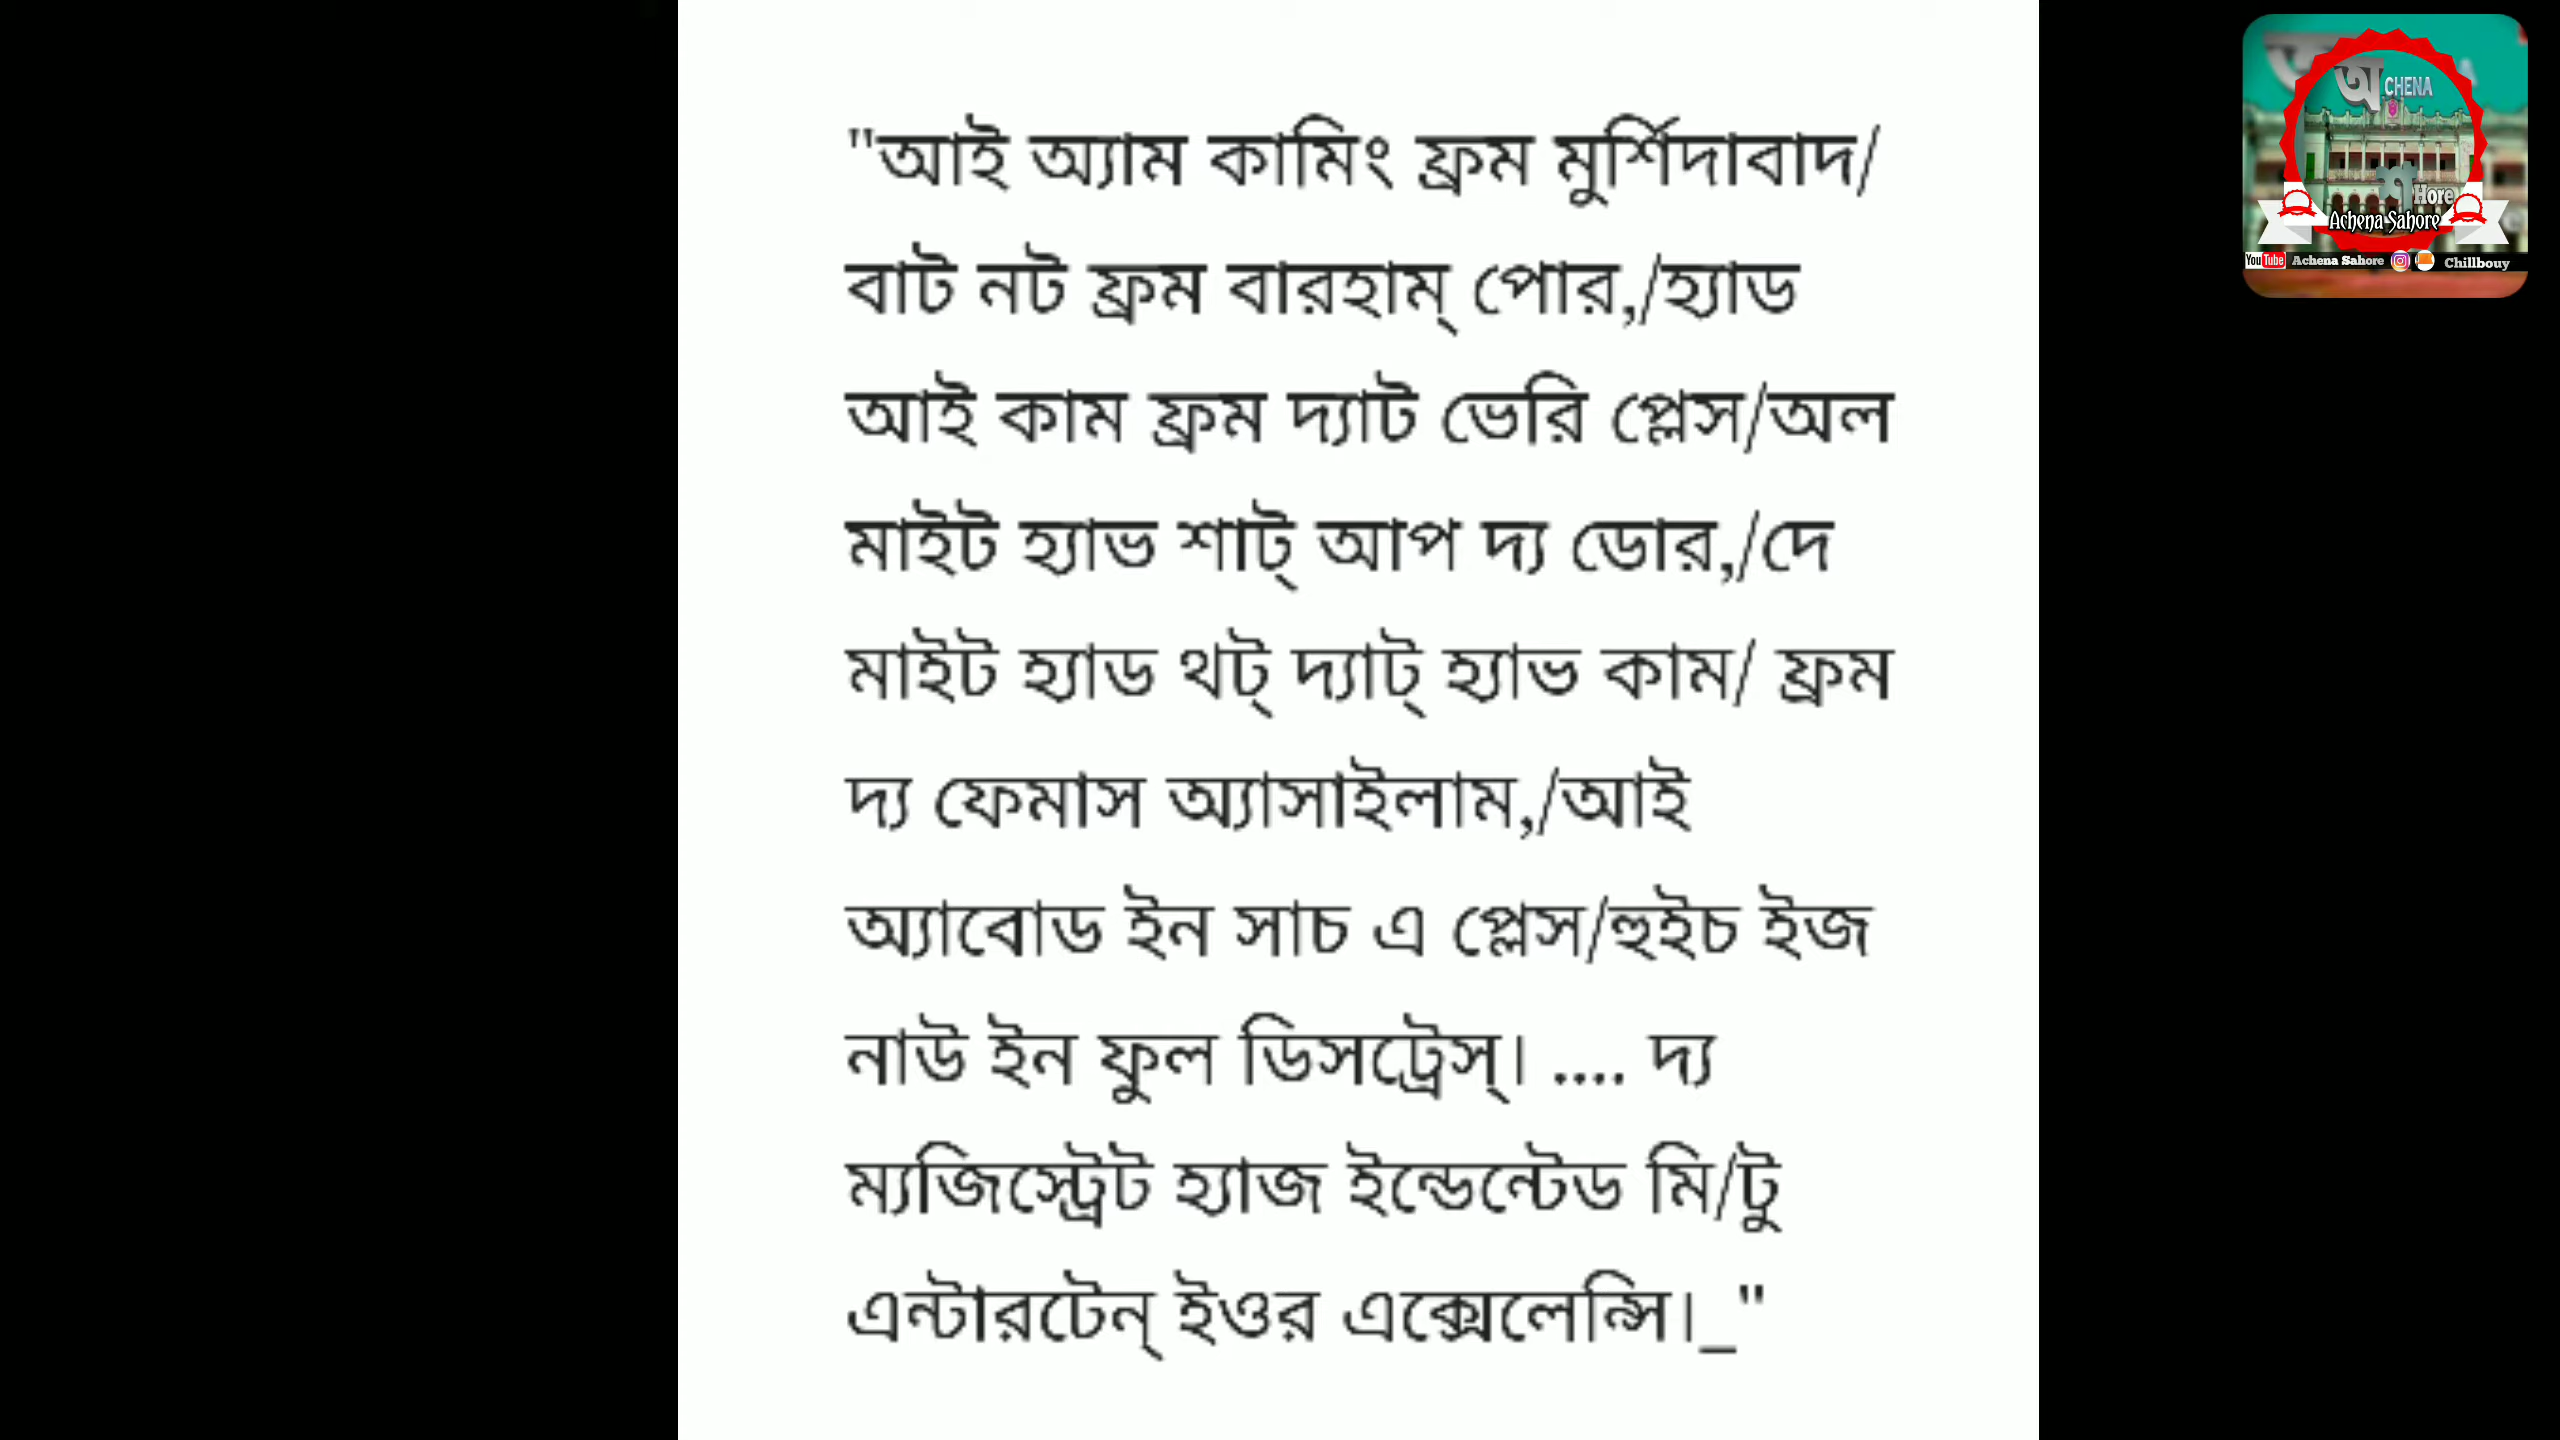 "আই অ্যাম কামিং ফ্রম মুর্শিদাবাদ/
বাট নট ফ্রম বারহাম্ পোর,/হ্যাড
আই কাম ফ্রম দ্যাট ভেরি প্লেস/অল
মাইট হ্যাভ শাট্ আপ দ্য ডোর,/দে
মাইট হ্যাড থট্ দ্যাট্ হ্যাভ কাম/ ফ্রম
দ্য ফেমাস অ্যাসাইলাম,/আই
অ্যাবোড ইন সাচ এ প্লেস/হুইচ ইজ
নাউ ইন ফুল ডিসট্রেস্। .... দ্য
ম্যজিস্ট্রেট হ্যাজ ইন্ডেন্টেড মি/টু
এন্টারটেন্ ইওর এক্সেলেন্সি।_"
অ CHENA
শ Hore
Achena Sahore
YouTube Achena Sahore Chillbouy